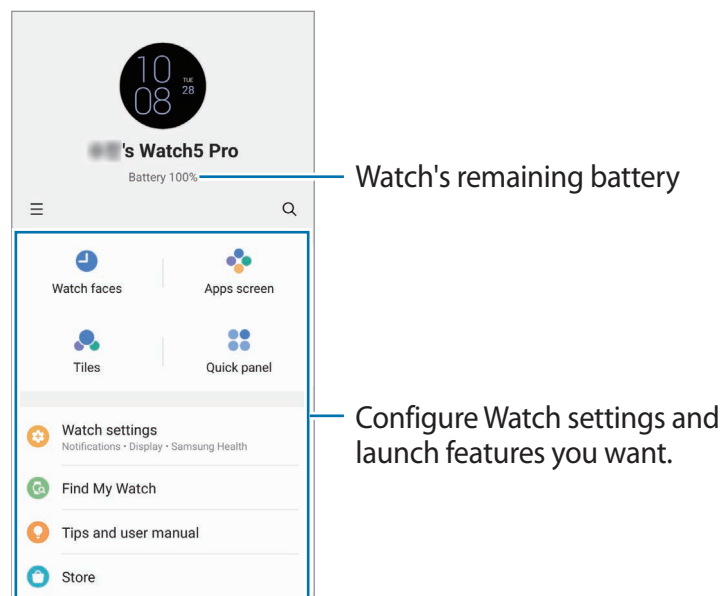 10
08
TUE
28
's Watch5 Pro
Battery 100%
Watch's remaining battery
Watch faces
Apps screen
Tiles
Quick panel
Watch settings
Notifications • Display • Samsung Health
Configure Watch settings and
launch features you want.
Find My Watch
Tips and user manual
Store